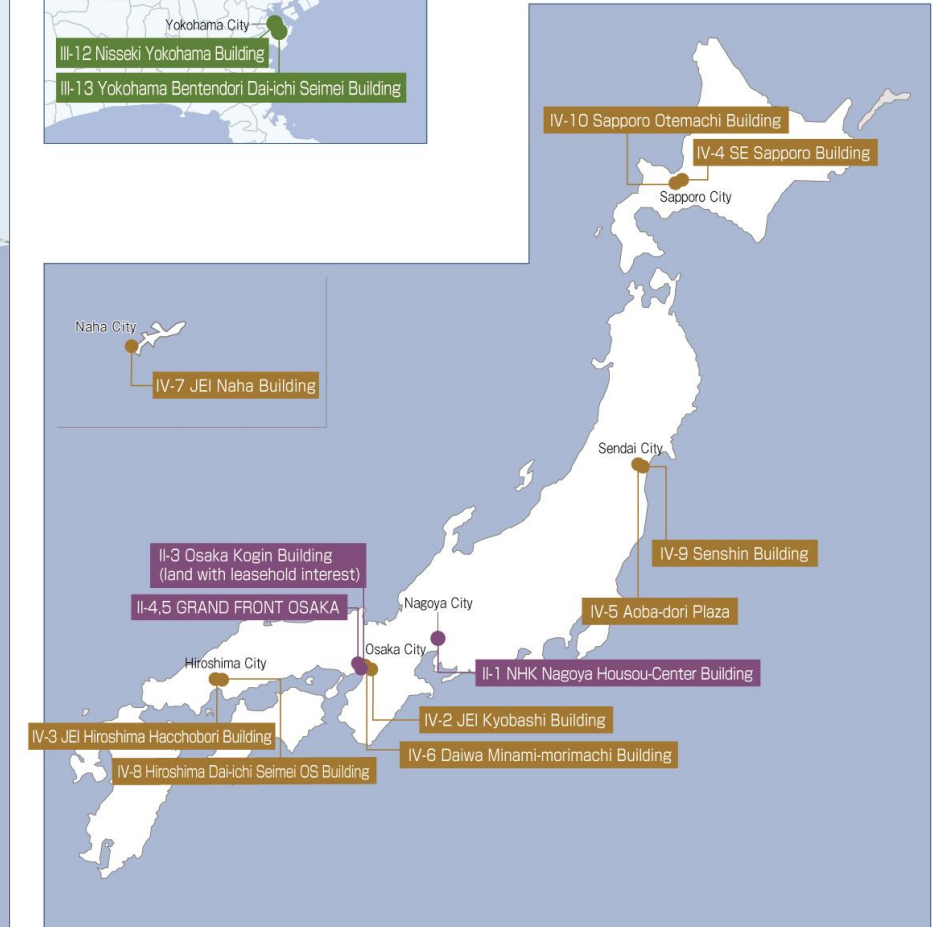 Yokohama City
III-12 Nisseki Yokohama Building
III-13 Yokohama Bentendori Dai-ichi Seimei Building
IV-10 Sapporo Otemachi Building
IV-4 SE Sapporo Building
Sapporo City
Naha City
IV-7 JEI Naha Building
Sendai City
IV-9 Senshin Building
IV-5 Aoba-dori Plaza
II-3 Osaka Kogin Building
(land with leasehold interest)
II-4,5 GRAND FRONT OSAKA
Nagoya City
Osaka City
Hiroshima City
II-1 NHK Nagoya Housou-Center Building
IV-2 JEI Kyobashi Building
IV-3 JEI Hiroshima Hacchobori Building
IV-6 Daiwa Minami-morimachi Building
IV-8 Hiroshima Dai-ichi Seimei OS Building